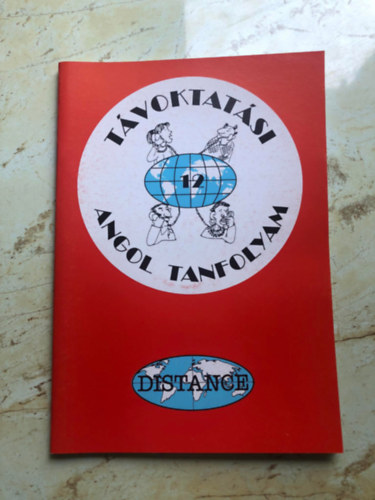 TÁVOKTATÁSI
12
ANGOL TANFOLYAM
DISTANCE